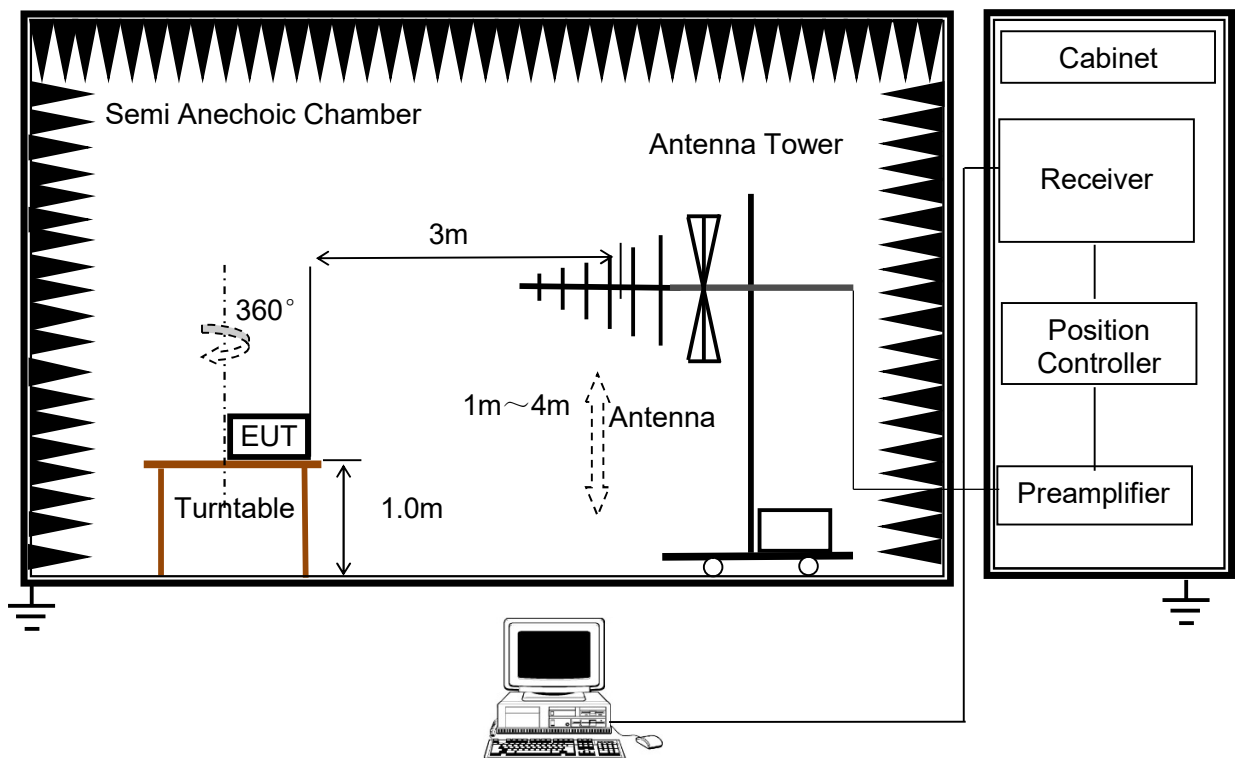 Cabinet
Semi Anechoic Chamber
Antenna Tower
Receiver
3m
360°
Position
Controller
1m～4m
Antenna
EUT
Turntable
1.0m
Preamplifier